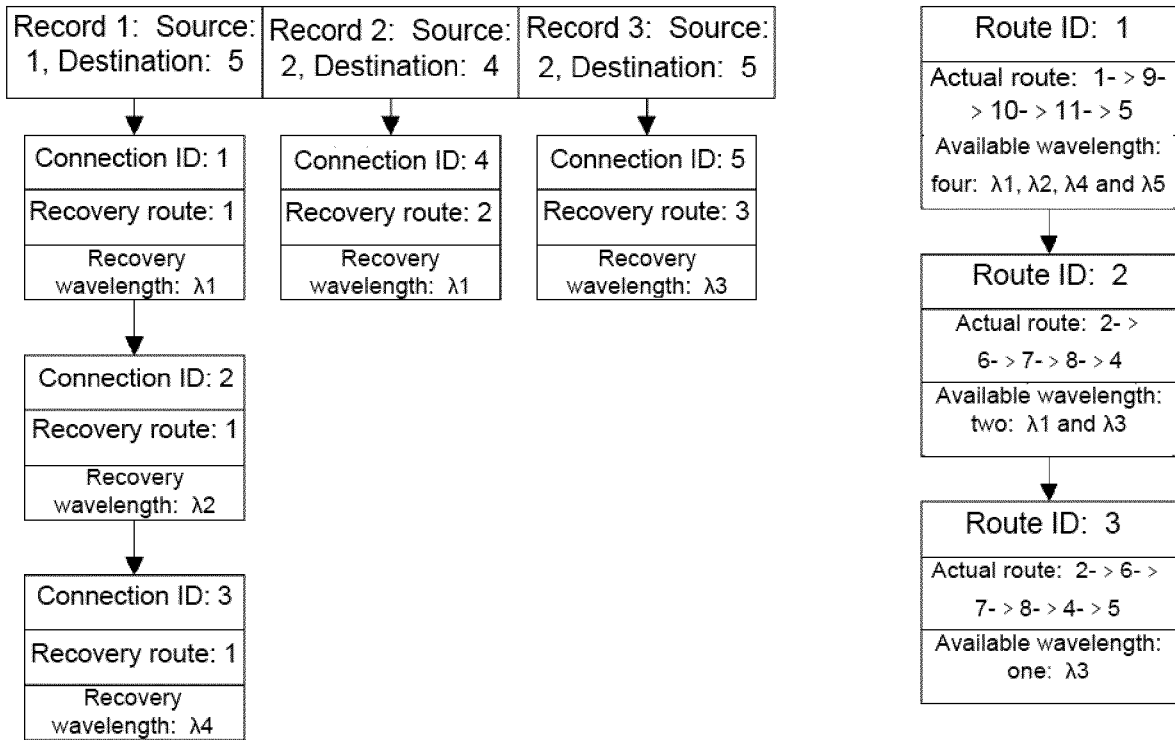 Record 1: Source:
1, Destination: 5
Record 2: Source:
2, Destination: 4
Record 3: Source:
2, Destination: 5
Connection ID: 1
Recovery route: 1
Recovery
wavelength: λ1
Connection ID: 2
Recovery route: 1
Recovery
wavelength: λ2
Connection ID: 3
Recovery route: 1
Recovery
wavelength: λ4
Connection ID: 4
Recovery route: 2
Recovery
wavelength: λ1
Connection ID: 5
Recovery route: 3
Recovery
wavelength: λ3
Route ID: 1
Actual route: 1- > 9-
> 10- > 11- > 5
Available wavelength:
four: λ1, λ2, λ4 and λ5
Route ID: 2
Actual route: 2- >
6- > 7- > 8- > 4
Available wavelength:
two: λ1 and λ3
Route ID: 3
Actual route: 2- > 6- >
7- > 8- > 4- > 5
Available wavelength:
one: λ3